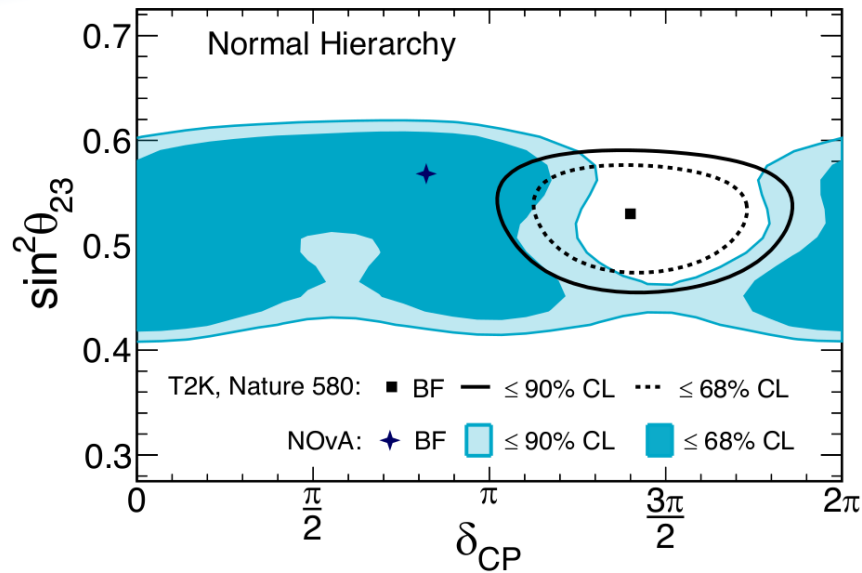 Normal Hierarchy
0.7
0.6
0.5
0.4
0.3
sin²θ₂₃
T2K, Nature 580: BF ≤ 90% CL ≤ 68% CL
NOνA: BF ≤ 90% CL ≤ 68% CL
0 π/2 π 3π/2 2π
δCP